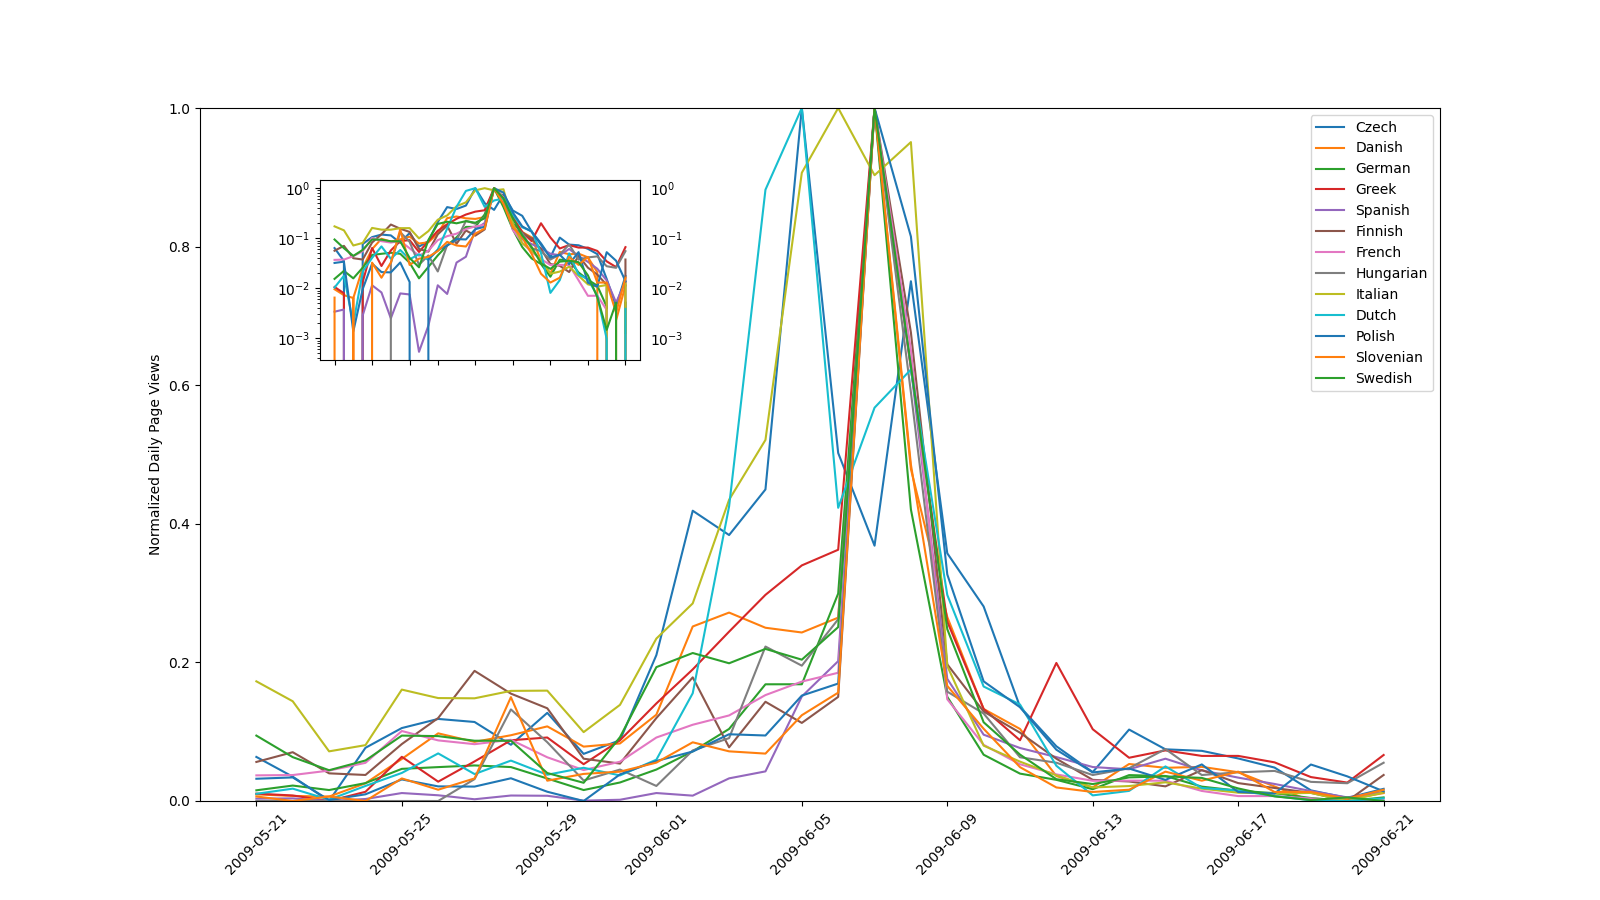 1.0
0.8
0.6
0.4
0.2
0.0
Normalized Daily Page Views
10^0 10^0
10^-1 10^-1
10^-2 10^-2
10^-3 10^-3
Czech
Danish
German
Greek
Spanish
Finnish
French
Hungarian
Italian
Dutch
Polish
Slovenian
Swedish
2009-05-21
2009-05-25
2009-05-29
2009-06-01
2009-06-05
2009-06-09
2009-06-13
2009-06-17
2009-06-21